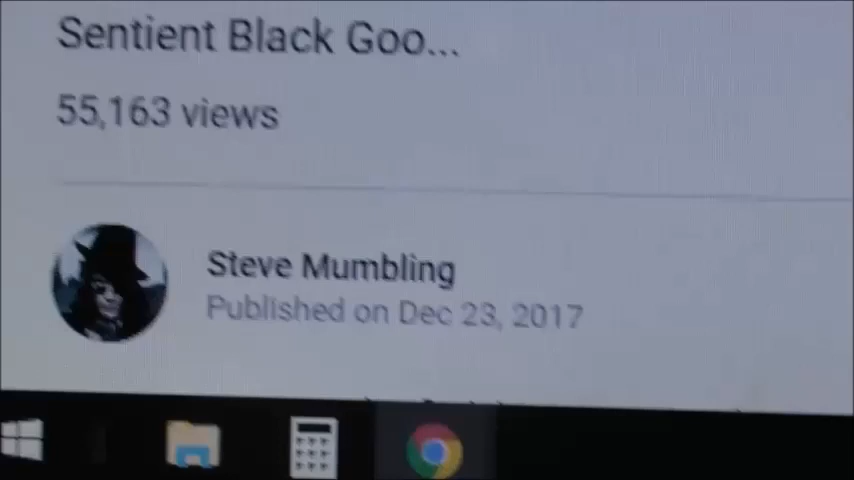 Sentient Black Goo...
55,163 views
Steve Mumbling
Published on Dec 23, 2017